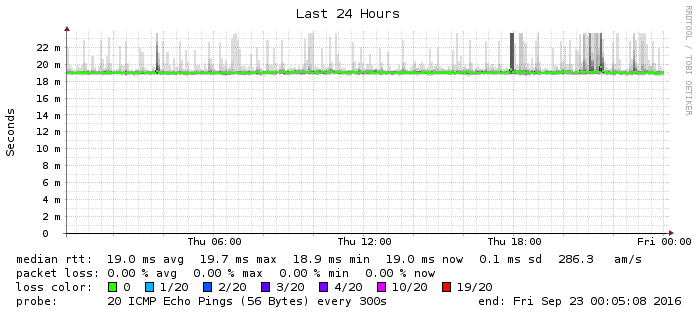 Last 24 Hours
RRDTOOL / TOBI OETIKER
Seconds
22 m
20 m
18 m
16 m
14 m
12 m
10 m
8 m
6 m
4 m
2 m
0
Thu 06:00 Thu 12:00 Thu 18:00 Fri 00:00
median rtt: 19.0 ms avg 19.7 ms max 18.9 ms min 19.0 ms now 0.1 ms sd 286.3 am/s
packet loss: 0.00 % avg 0.00 % max 0.00 % min 0.00 % now
loss color: 0 1/20 2/20 3/20 4/20 10/20 19/20
probe: 20 ICMP Echo Pings (56 Bytes) every 300s end: Fri Sep 23 00:05:08 2016